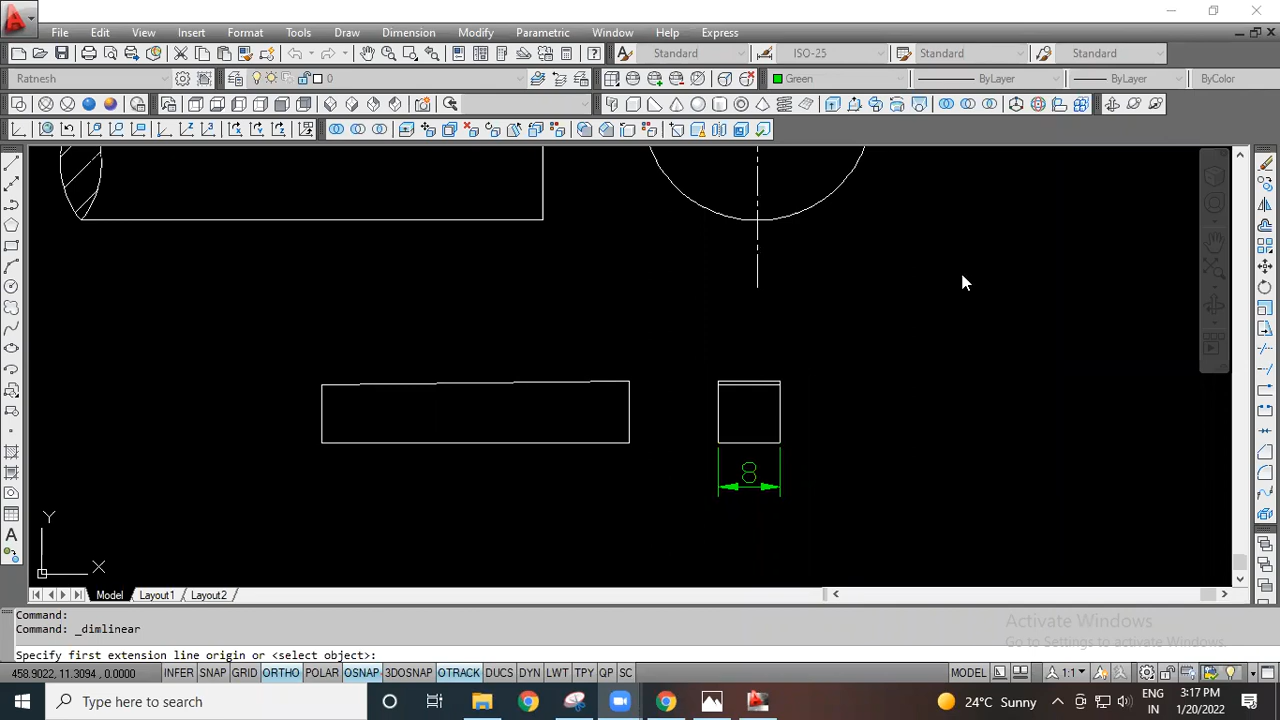 File Edit View Insert Format Tools Draw Dimension Modify Parametric Window Help Express
Standard ISO-25 Standard Standard
Ratnesh 0 Green ByLayer ByLayer ByColor
8
Y
X
Model Layout1 Layout2
Command:
Command: _dimlinear
Specify first extension line origin or <select object>:
Activate Windows
Go to Settings to activate Windows.
458.9022, 11.3094, 0.0000 INFER SNAP GRID ORTHO POLAR OSNAP 3DOSNAP OTRACK DUCS DYN LWT TPY QP SC MODEL 1:1
Type here to search 24°C Sunny ENG IN 3:17 PM 1/20/2022